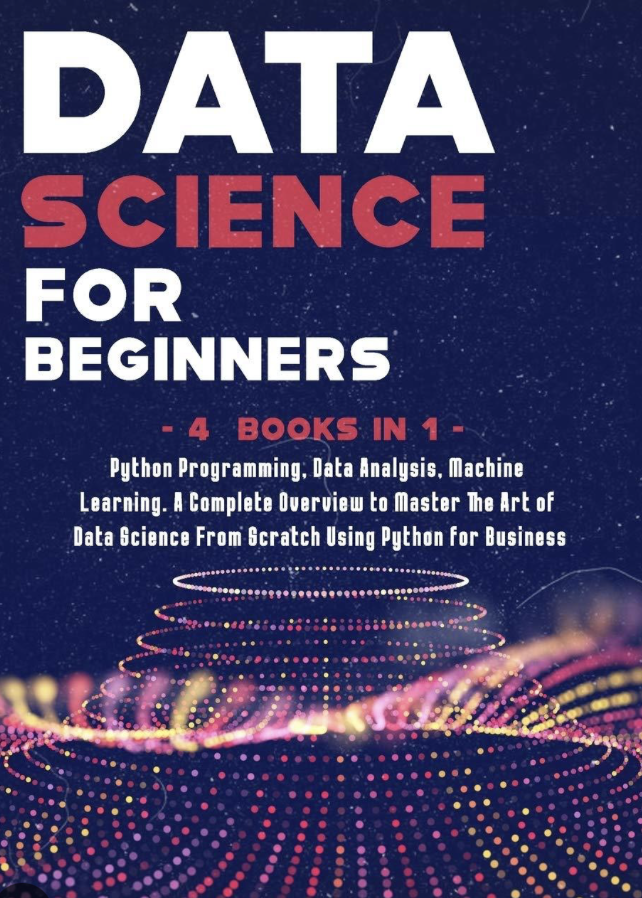 DATA
SCIENCE
FOR
BEGINNERS
- 4 BOOKS IN 1 -
Python Programming, Data Analysis, Machine
Learning. A Complete Overview to Master The Art of
Data Science From Scratch Using Python for Business